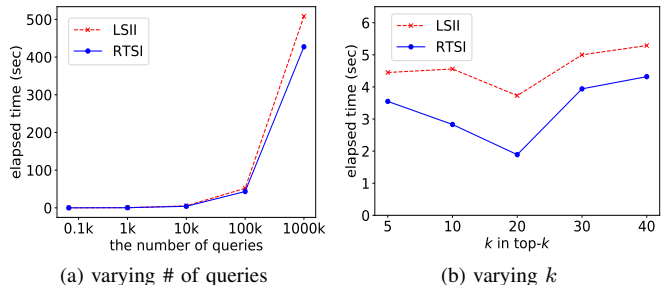 500
400
300
200
100
0
elapsed time (sec)
LSII
RTSI
0.1k 1k 10k 100k 1000k
the number of queries
(a) varying # of queries
6
5
4
3
2
1
0
elapsed time (sec)
LSII
RTSI
5 10 20 30 40
k in top-k
(b) varying k